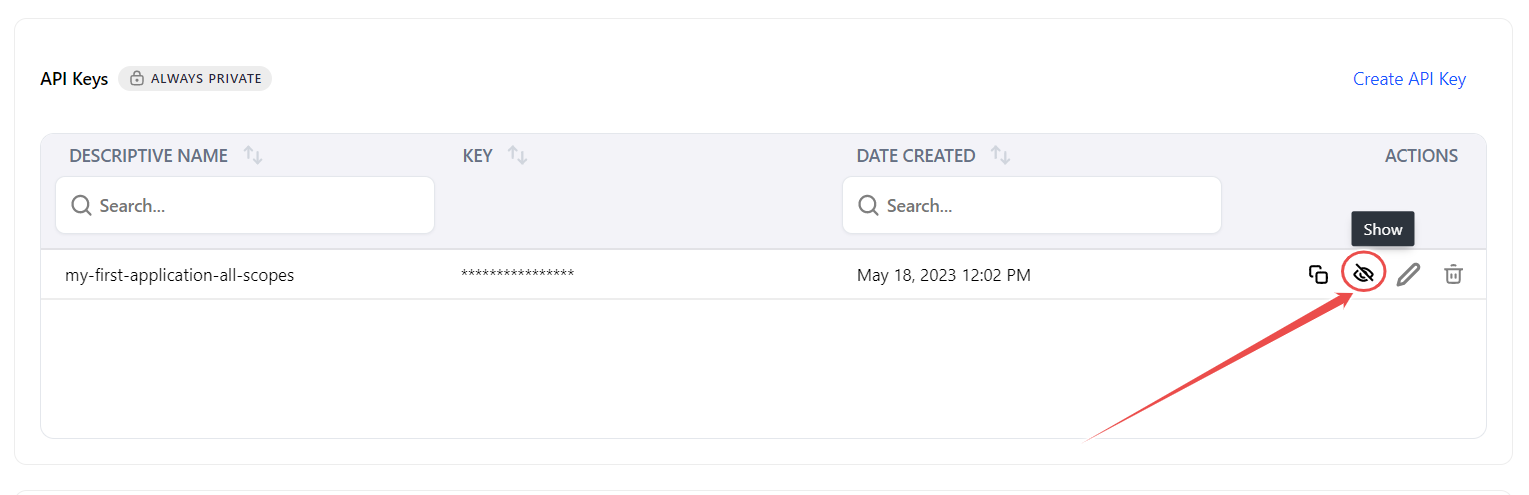 API Keys ALWAYS PRIVATE Create API Key
DESCRIPTIVE NAME KEY DATE CREATED ACTIONS
Search... Search...
Show
my-first-application-all-scopes **************** May 18, 2023 12:02 PM